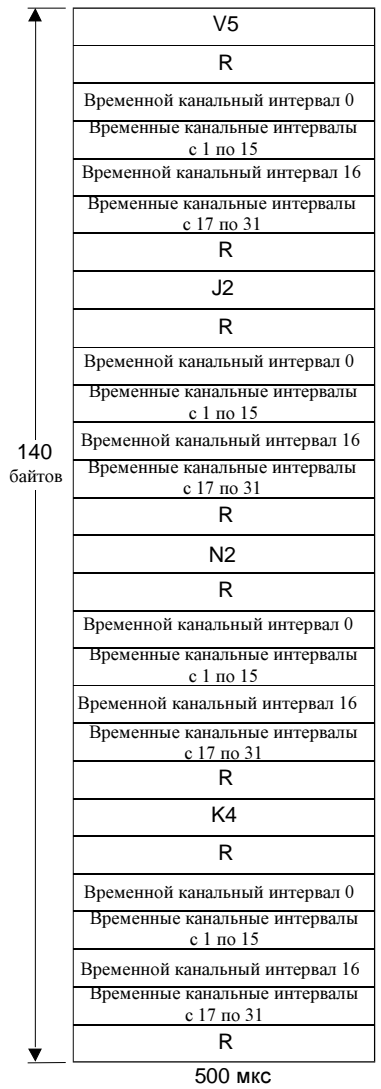 V5
R
Временной канальный интервал 0
Временные канальные интервалы
с 1 по 15
Временной канальный интервал 16
Временные канальные интервалы
с 17 по 31
R
J2
R
Временной канальный интервал 0
Временные канальные интервалы
с 1 по 15
140
байтов
Временной канальный интервал 16
Временные канальные интервалы
с 17 по 31
R
N2
R
Временной канальный интервал 0
Временные канальные интервалы
с 1 по 15
Временной канальный интервал 16
Временные канальные интервалы
с 17 по 31
R
K4
R
Временной канальный интервал 0
Временные канальные интервалы
с 1 по 15
Временной канальный интервал 16
Временные канальные интервалы
с 17 по 31
R
500 мкс